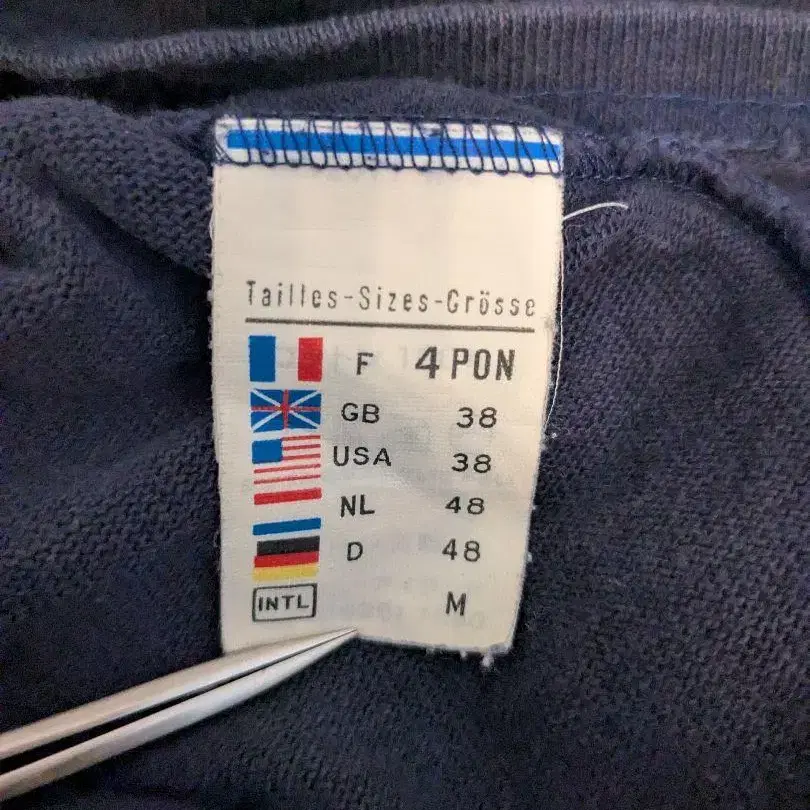 Tailles-Sizes-Grösse
F 4 PON
GB 38
USA 38
NL 48
D 48
INTL M